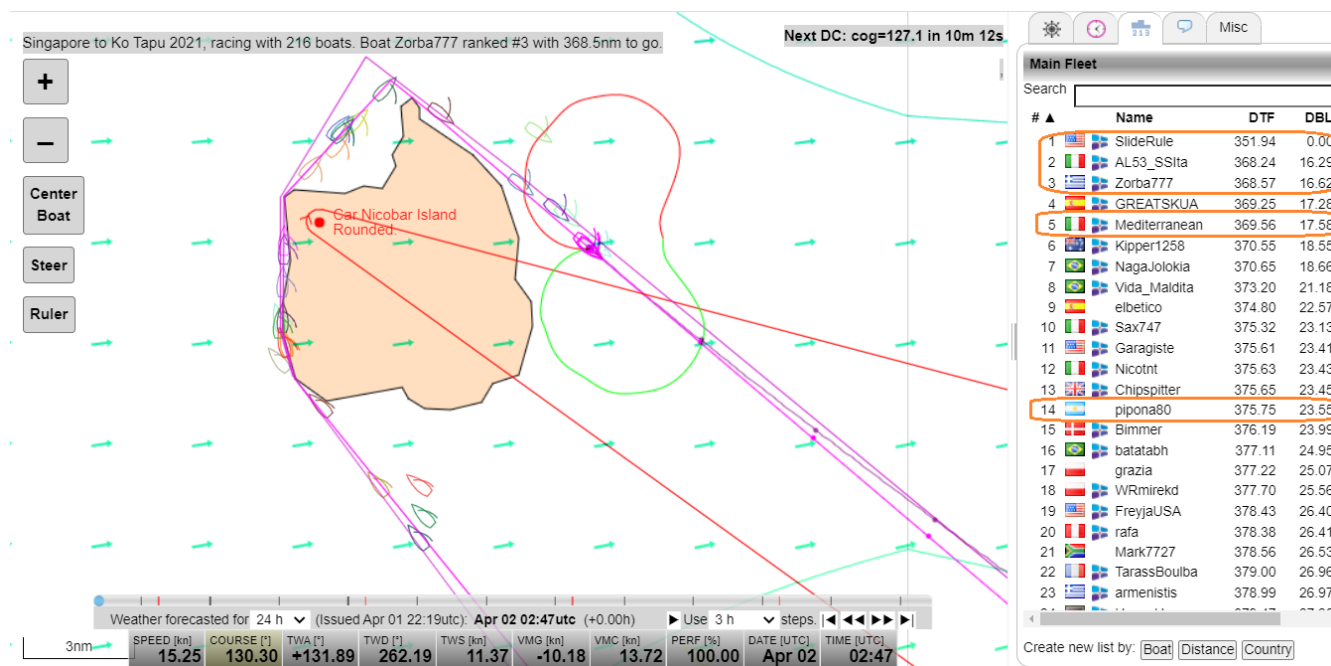 Singapore to Ko Tapu 2021, racing with 216 boats. Boat Zorba777 ranked #3 with 368.5nm to go.
Next DC: cog=127.1 in 10m 12s
+
−
Center
Boat
Steer
Ruler
Car Nicobar Island
Rounded.
3nm
Weather forecasted for 24 h (Issued Apr 01 22:19utc): Apr 02 02:47utc (+0.00h) Use 3 h steps.
SPEED [kn] COURSE [°] TWA [°] TWD [°] TWS [kn] VMG [kn] VMC [kn] PERF [%] DATE [UTC] TIME [UTC]
15.25 130.30 +131.89 262.19 11.37 -10.18 13.72 100.00 Apr 02 02:47
213
Misc
Main Fleet
Search
# ▲ Name DTF DBL
1 SlideRule 351.94 0.00
2 AL53_SSIta 368.24 16.29
3 Zorba777 368.57 16.62
4 GREATSKUA 369.25 17.28
5 Mediterranean 369.56 17.58
6 Kipper1258 370.55 18.55
7 NagaJolokia 370.65 18.66
8 Vida_Maldita 373.20 21.18
9 elbetico 374.80 22.57
10 Sax747 375.32 23.13
11 Garagiste 375.61 23.41
12 Nicotnt 375.63 23.43
13 Chipspitter 375.65 23.45
14 pipona80 375.75 23.55
15 Bimmer 376.19 23.99
16 batatabh 377.11 24.95
17 grazia 377.22 25.07
18 WRmirekd 377.70 25.56
19 FreyjaUSA 378.43 26.40
20 rafa 378.38 26.41
21 Mark7727 378.56 26.53
22 TarassBoulba 379.00 26.96
23 armenistis 378.99 26.97
Create new list by: Boat Distance Country